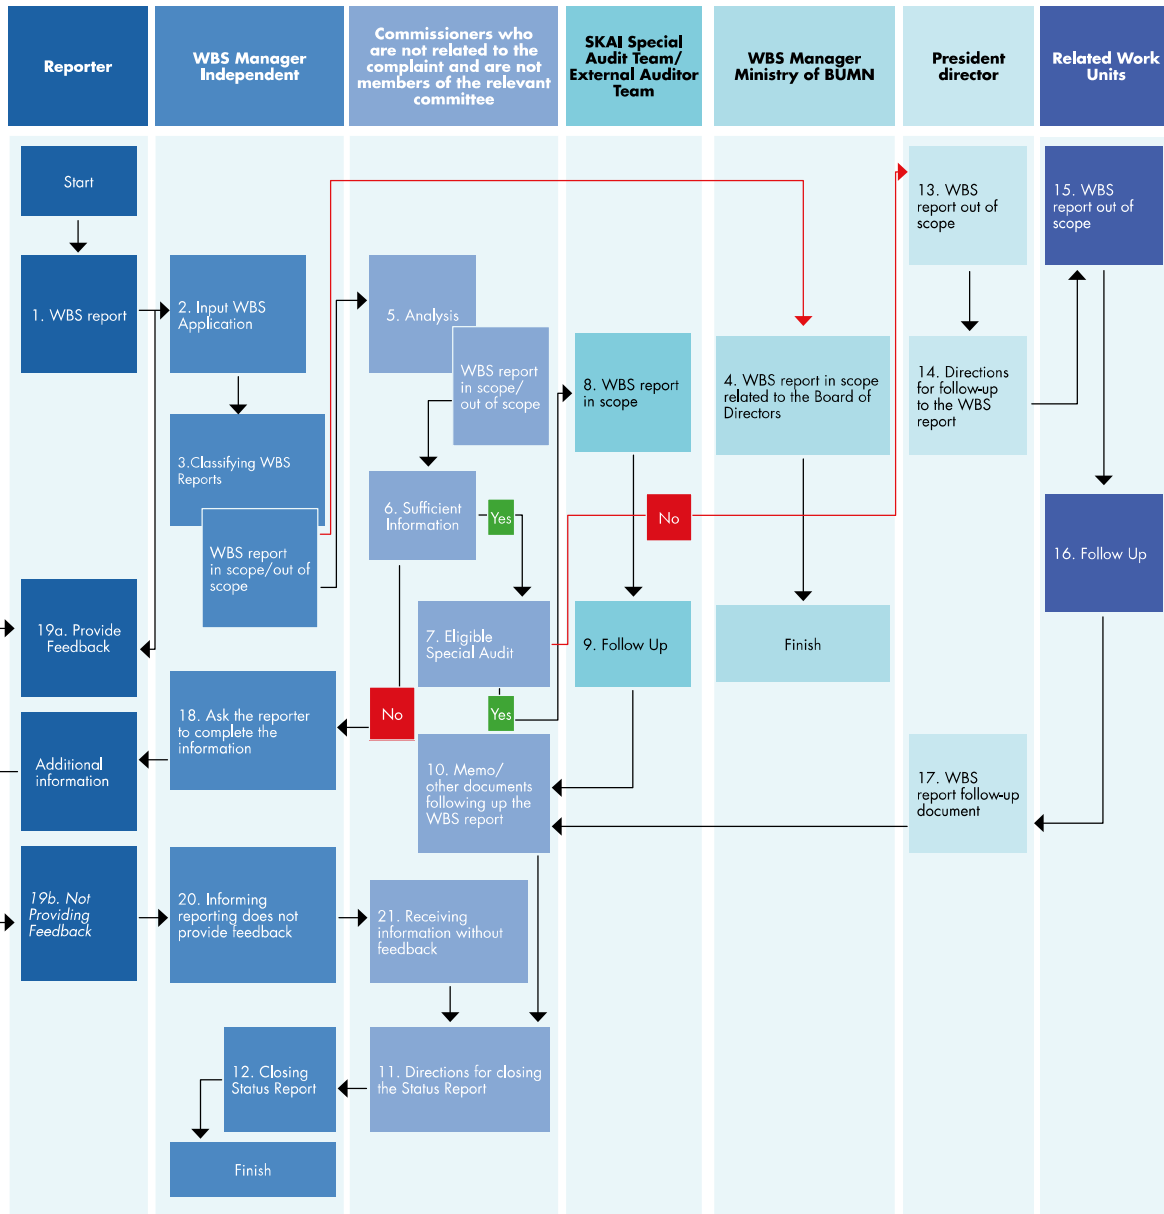 Reporter
WBS Manager
Independent
Commissioners who
are not related to the
complaint and are not
members of the relevant
committee
SKAI Special
Audit Team/
External Auditor
Team
WBS Manager
Ministry of BUMN
President
director
Related Work
Units
Start
1. WBS report
2. Input WBS
Application
3.Classifying WBS
Reports
WBS report
in scope/out of
scope
5. Analysis
WBS report
in scope/
out of scope
6. Sufficient
Information
Yes
7. Eligible
Special Audit
Yes
No
8. WBS report
in scope
No
9. Follow Up
4. WBS report in scope
related to the Board of
Directors
Finish
13. WBS
report out of
scope
14. Directions
for follow-up
to the WBS
report
15. WBS
report out of
scope
16. Follow Up
17. WBS
report follow-up
document
10. Memo/
other documents
following up the
WBS report
19a. Provide
Feedback
18. Ask the reporter
to complete the
information
Additional
information
19b. Not
Providing
Feedback
20. Informing
reporting does not
provide feedback
21. Receiving
information without
feedback
11. Directions for closing
the Status Report
12. Closing
Status Report
Finish